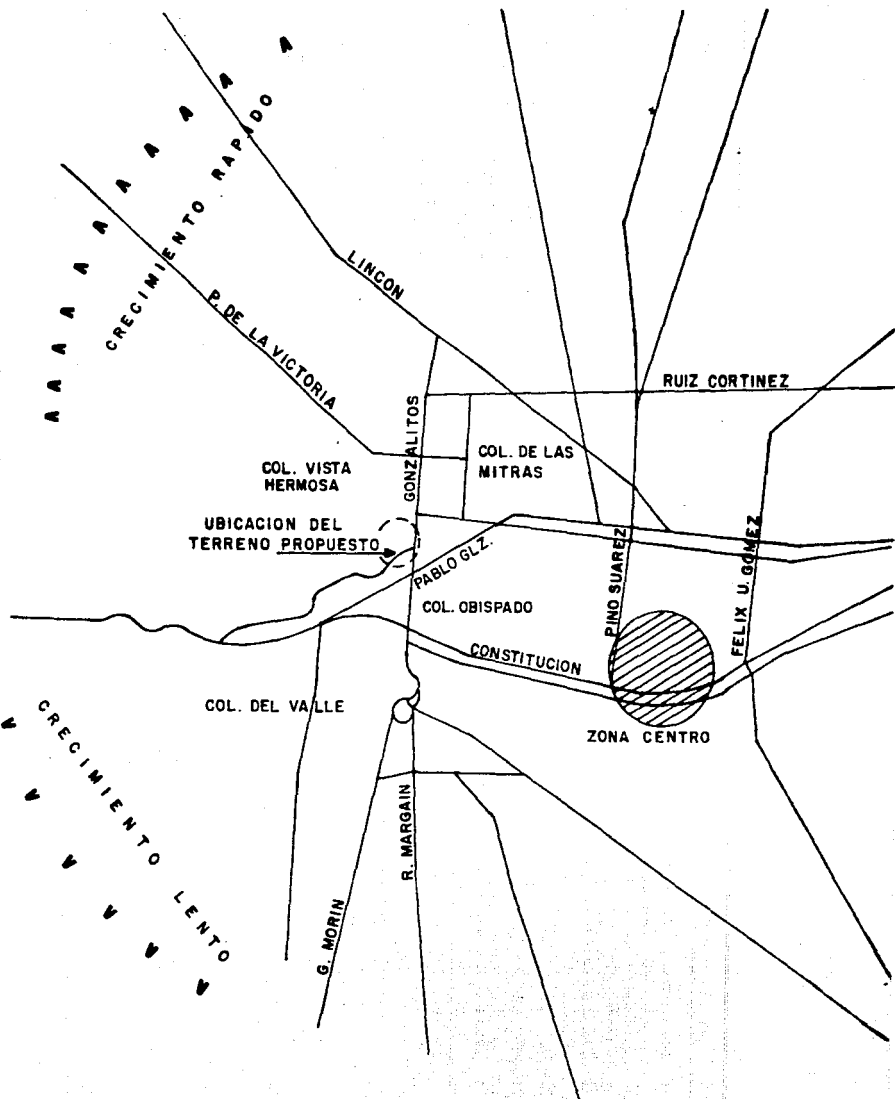 CRECIMIENTO RAPADO
LINCON
P. DE LA VICTORIA
RUIZ CORTINEZ
GONZALITOS
COL. VISTA
HERMOSA
COL. DE LAS
MITRAS
UBICACION DEL
TERRENO PROPUESTO
PABLO GLZ.
COL. OBISPADO
PINO SUAREZ
FELIX U. GOMEZ
CONSTITUCION
COL. DEL VALLE
ZONA CENTRO
CRECIMIENTO LENTO
R. MARGAIN
G. MORIN